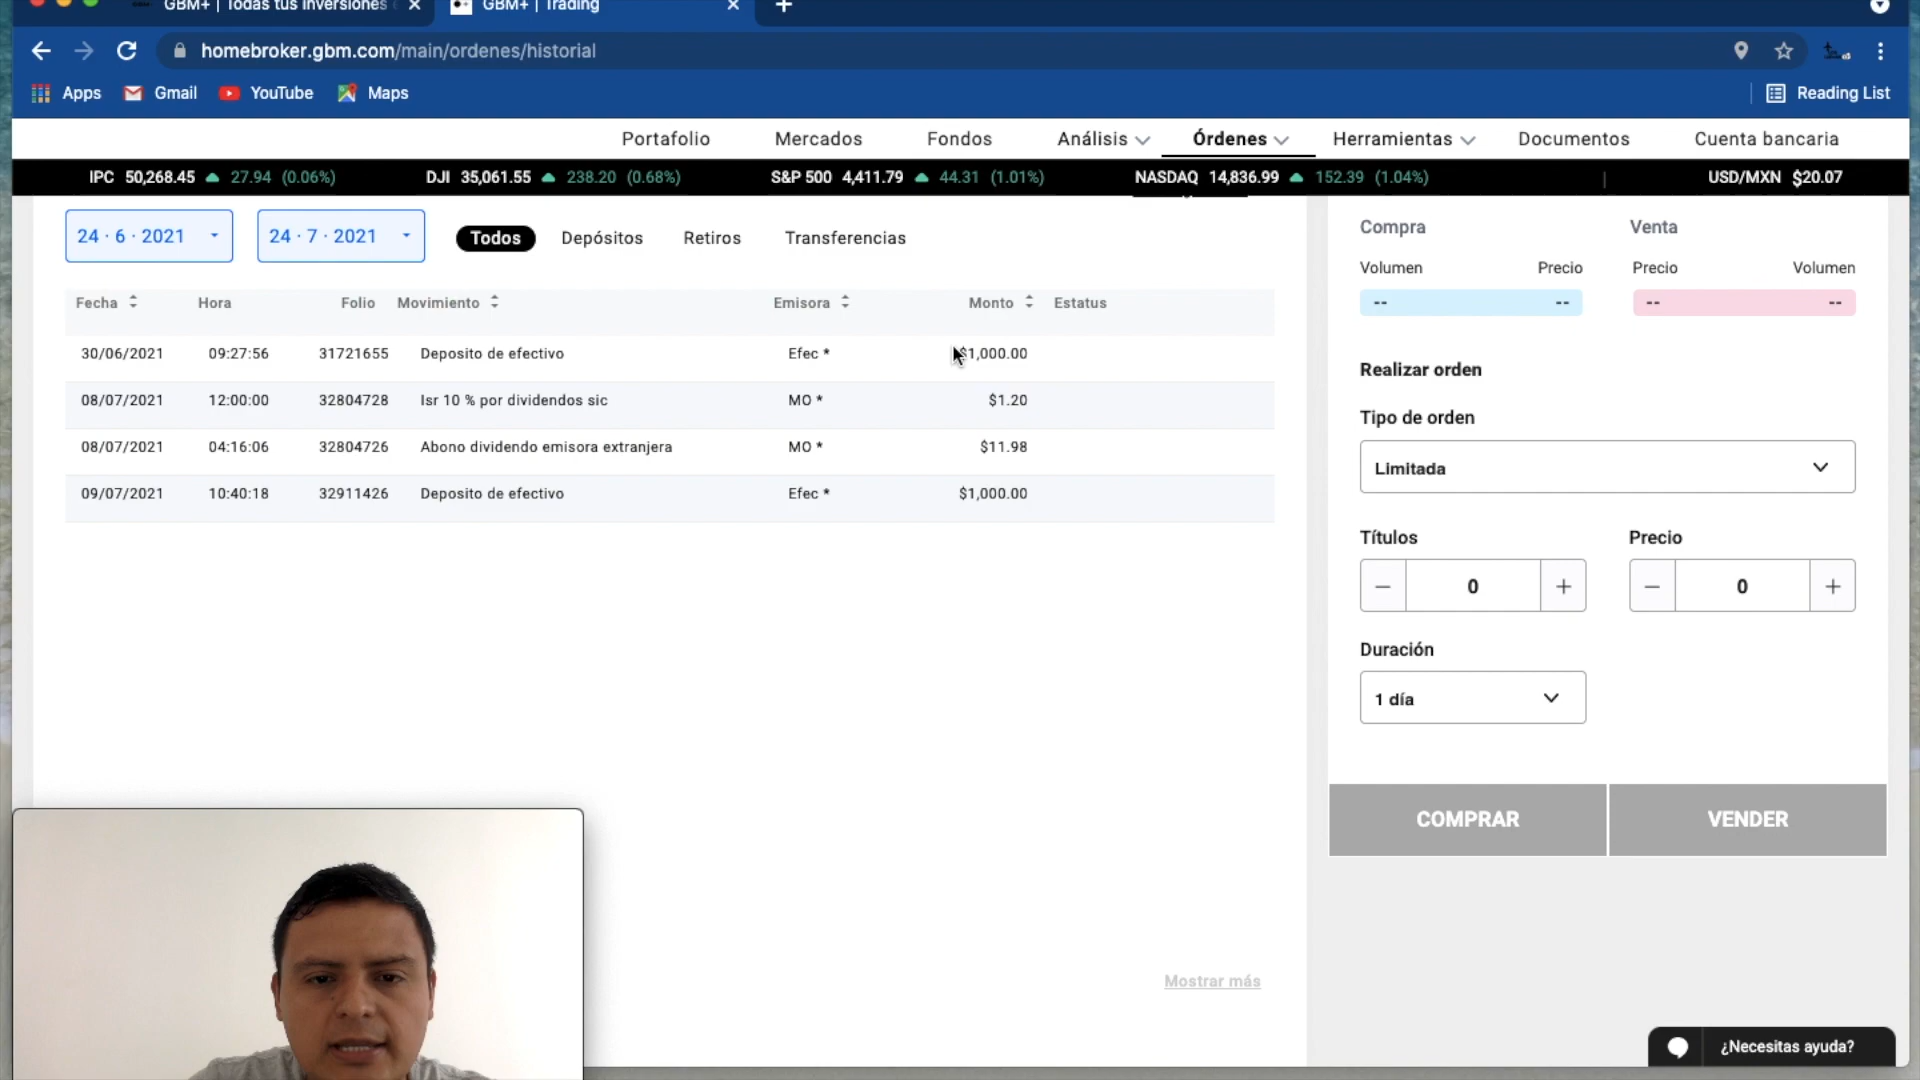 GBM+ | Todas tus inversiones
GBM+ | Trading
homebroker.gbm.com/main/ordenes/historial
Apps
Gmail
YouTube
Maps
Reading List
Portafolio
Mercados
Fondos
Análisis
Órdenes
Herramientas
Documentos
Cuenta bancaria
IPC 50,268.45 27.94 (0.06%)
DJI 35,061.55 238.20 (0.68%)
S&P 500 4,411.79 44.31 (1.01%)
NASDAQ 14,836.99 152.39 (1.04%)
USD/MXN $20.07
24 · 6 · 2021
24 · 7 · 2021
Todos
Depósitos
Retiros
Transferencias
Fecha Hora Folio Movimiento Emisora Monto Estatus
30/06/2021 09:27:56 31721655 Deposito de efectivo Efec * $1,000.00
08/07/2021 12:00:00 32804728 Isr 10 % por dividendos sic MO * $1.20
08/07/2021 04:16:06 32804726 Abono dividendo emisora extranjera MO * $11.98
09/07/2021 10:40:18 32911426 Deposito de efectivo Efec * $1,000.00
Mostrar más
Compra
Venta
Volumen Precio
Precio Volumen
-- --
-- --
Realizar orden
Tipo de orden
Limitada
Títulos
Precio
− 0 +
− 0 +
Duración
1 día
COMPRAR
VENDER
¿Necesitas ayuda?